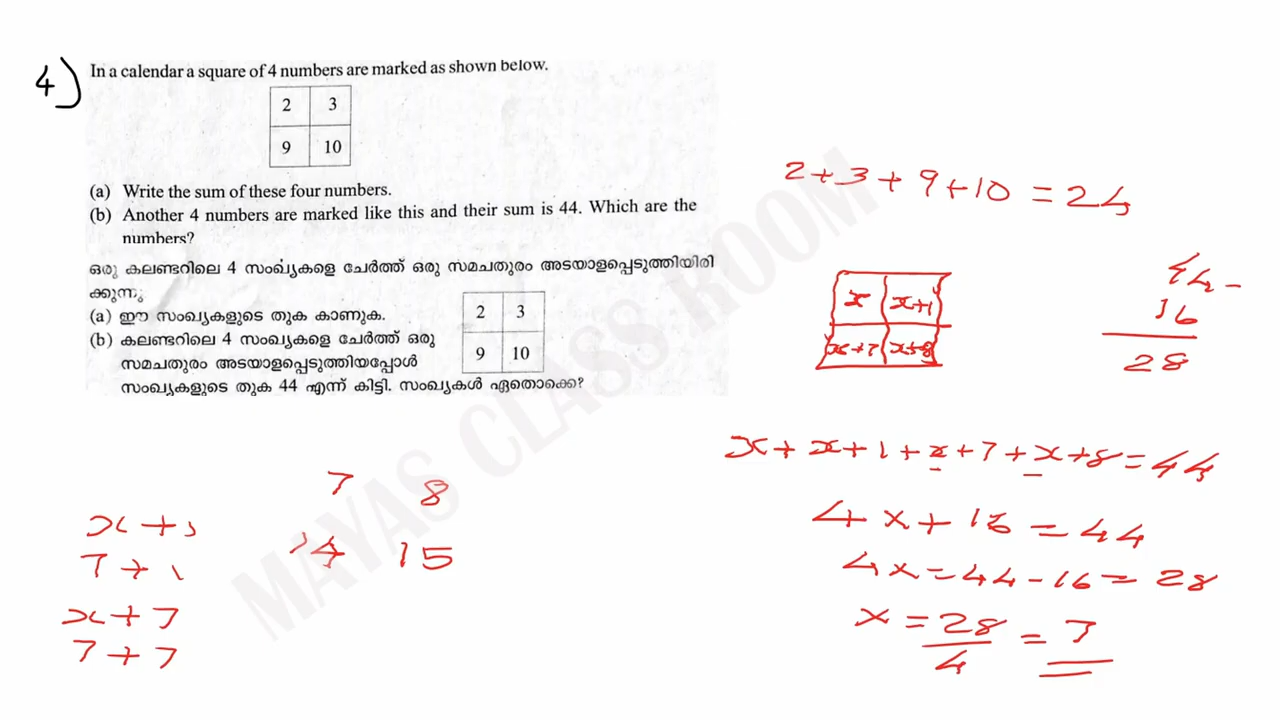 4)
In a calendar a square of 4 numbers are marked as shown below.
2 3
9 10
(a) Write the sum of these four numbers.
(b) Another 4 numbers are marked like this and their sum is 44. Which are the
numbers?
ഒരു കലണ്ടറിലെ 4 സംഖ്യകളെ ചേർത്ത് ഒരു സമചതുരം അടയാളപ്പെടുത്തിയിരി
ക്കുന്നു
(a) ഈ സംഖ്യകളുടെ തുക കാണുക.
(b) കലണ്ടറിലെ 4 സംഖ്യകളെ ചേർത്ത് ഒരു
സമചതുരം അടയാളപ്പെടുത്തിയപ്പോൾ
സംഖ്യകളുടെ തുക 44 എന്ന് കിട്ടി. സംഖ്യകൾ ഏതൊക്കെ?
2 3
9 10
2+3+9+10=24
x x+1
x+7 x+8
44 -
16
28
x+x+1+x+7+x+8=44
4x+16=44
4x=44-16=28
x=28/4=7
7 8
14 15
x+
7+1
x+7
7+7
MAYAS CLASS ROOM